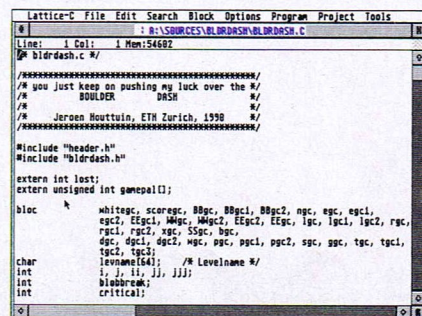 Lattice-C File Edit Search Block Options Program Project Tools
: A:\SOURCES\BLDRDASH\BLDRDASH.C
Line: 1 Col: 1 Mem:54602
/* bldrdash.c */
/*******************************************/
/* you just keep on pushing my luck over the */
/* BOULDER DASH */
/* */
/* Jeroen Houttuin, ETH Zurich, 1990 */
/*******************************************/
#include "header.h"
#include "bldrdash.h"
extern int lost;
extern unsigned int gamepal[];
bloc whitegc, scoregc, BBgc, BBgc1, BBgc2, ngc, egc, egc1,
egc2, EEgc1, WWgc, WWgc2, EEgc2, EEgc, lgc, lgc1, lgc2, rgc,
rgc1, rgc2, xgc, SSgc, bgc,
dgc, dgc1, dgc2, wgc, pgc, pgc1, pgc2, sgc, ggc, tgc, tgc1,
tgc2, tgc3;
char levname[64]; /* Levelname */
int i, j, ii, jj, jjj;
int blobbreak;
int critical;